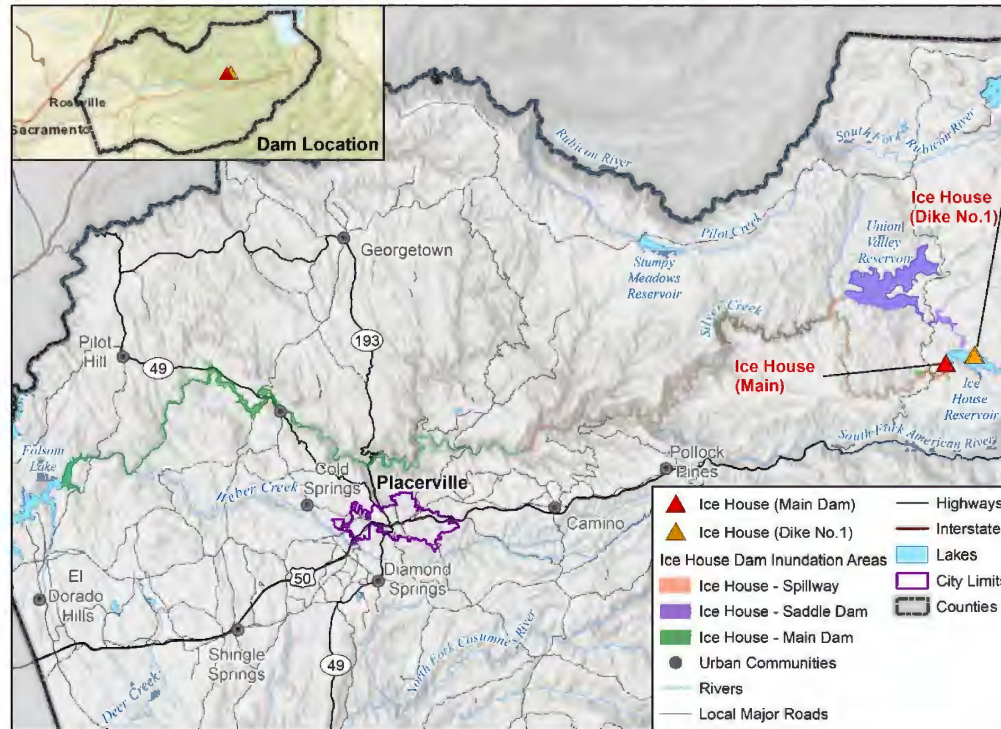 Roseville
Sacramento
Dam Location
Rubicon River
South Fork
Rubicon River
Ice House
(Dike No.1)
Georgetown
Pilot Creek
Union
Valley
Reservoir
Stumpy
Meadows
Reservoir
Silver Creek
Pilot
Hill
49
193
Ice House
(Main)
Ice
House
Reservoir
South Fork American River
Folsom
Lake
Cold
Springs
Weber Creek
Placerville
Pollock
Pines
Camino
El
Dorado
Hills
50
Diamond
Springs
Shingle
Springs
49
North Fork Cosumnes River
Deer Creek
Ice House (Main Dam)
Ice House (Dike No.1)
Ice House Dam Inundation Areas
Ice House - Spillway
Ice House - Saddle Dam
Ice House - Main Dam
Urban Communities
Rivers
Local Major Roads
Highways
Interstate
Lakes
City Limits
Counties